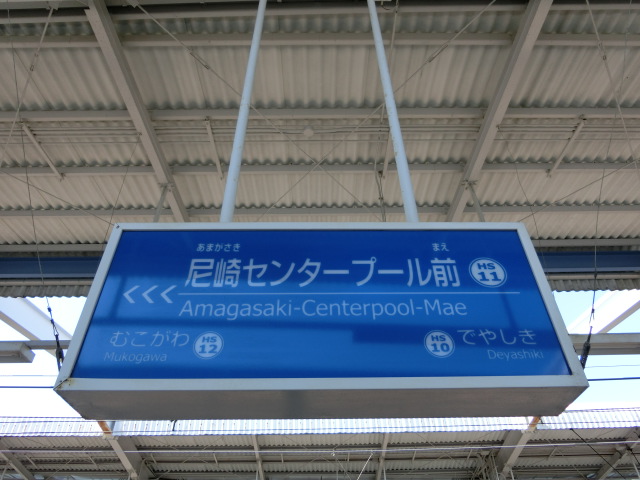 あまがさき まえ
尼崎センタープール前 HS 11
<<< Amagasaki-Centerpool-Mae
むこがわ HS 12 HS 10 でやしき
Mukogawa Deyashiki